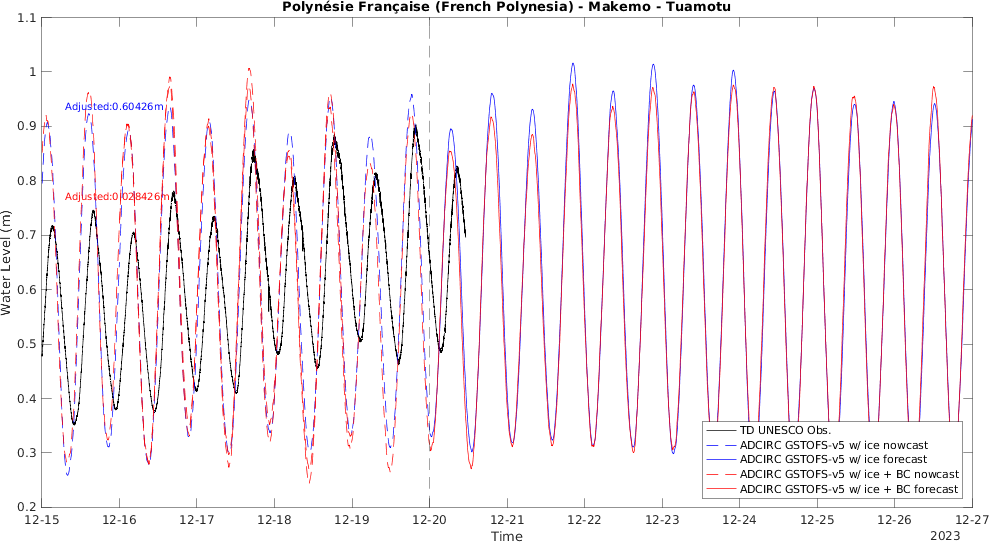 Polynésie Française (French Polynesia) - Makemo - Tuamotu
1.1
1
0.9
0.8
0.7
0.6
0.5
0.4
0.3
0.2
Water Level (m)
Adjusted:0.60426m
Adjusted:0.028426m
TD UNESCO Obs.
ADCIRC GSTOFS-v5 w/ ice nowcast
ADCIRC GSTOFS-v5 w/ ice forecast
ADCIRC GSTOFS-v5 w/ ice + BC nowcast
ADCIRC GSTOFS-v5 w/ ice + BC forecast
12-15 12-16 12-17 12-18 12-19 12-20 12-21 12-22 12-23 12-24 12-25 12-26 12-27
Time
2023